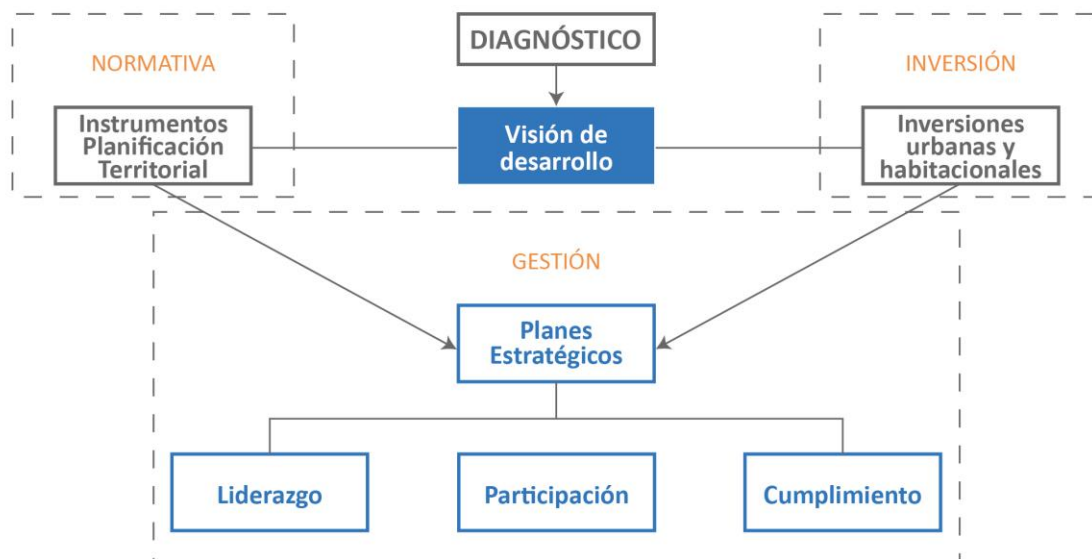 DIAGNÓSTICO
NORMATIVA
INVERSIÓN
Instrumentos
Planificación
Territorial
Visión de
desarrollo
Inversiones
urbanas y
habitacionales
GESTIÓN
Planes
Estratégicos
Liderazgo
Participación
Cumplimiento